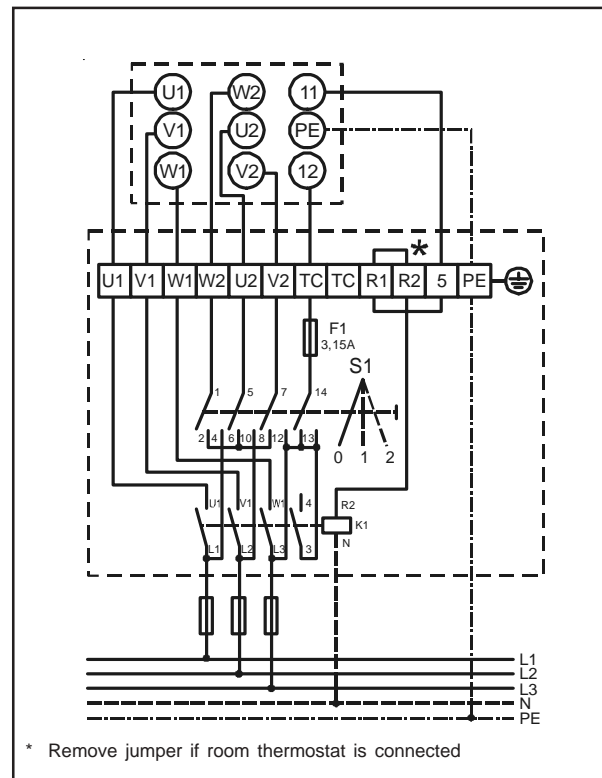 U1 W2 11
V1 U2 PE
W1 V2 12
*
U1 V1 W1 W2 U2 V2 TC TC R1 R2 5 PE
F1
3,15A
S1
1 5 7 14
2 4 6 10 8 12 13
0 1 2
U1 V1 W1 4 R2
K1
N
L1 L2 L3 3
L1
L2
L3
N
PE
* Remove jumper if room thermostat is connected